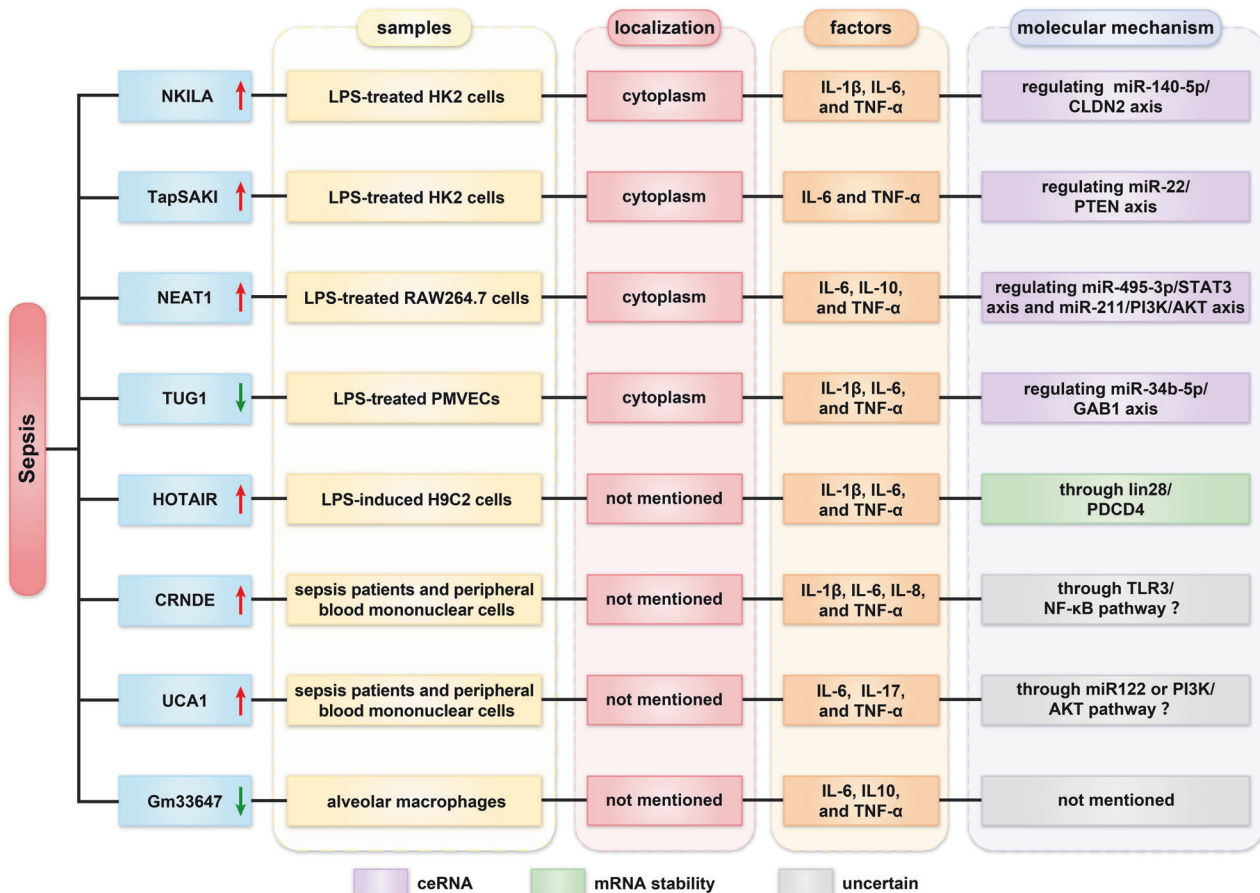 samples
localization
factors
molecular mechanism
Sepsis
NKILA
LPS-treated HK2 cells
cytoplasm
IL-1β, IL-6,
and TNF-α
regulating miR-140-5p/
CLDN2 axis
TapSAKI
LPS-treated HK2 cells
cytoplasm
IL-6 and TNF-α
regulating miR-22/
PTEN axis
NEAT1
LPS-treated RAW264.7 cells
cytoplasm
IL-6, IL-10,
and TNF-α
regulating miR-495-3p/STAT3
axis and miR-211/PI3K/AKT axis
TUG1
LPS-treated PMVECs
cytoplasm
IL-1β, IL-6,
and TNF-α
regulating miR-34b-5p/
GAB1 axis
HOTAIR
LPS-induced H9C2 cells
not mentioned
IL-1β, IL-6,
and TNF-α
through lin28/
PDCD4
CRNDE
sepsis patients and peripheral
blood mononuclear cells
not mentioned
IL-1β, IL-6, IL-8,
and TNF-α
through TLR3/
NF-κB pathway ?
UCA1
sepsis patients and peripheral
blood mononuclear cells
not mentioned
IL-6, IL-17,
and TNF-α
through miR122 or PI3K/
AKT pathway ?
Gm33647
alveolar macrophages
not mentioned
IL-6, IL10,
and TNF-α
not mentioned
ceRNA
mRNA stability
uncertain